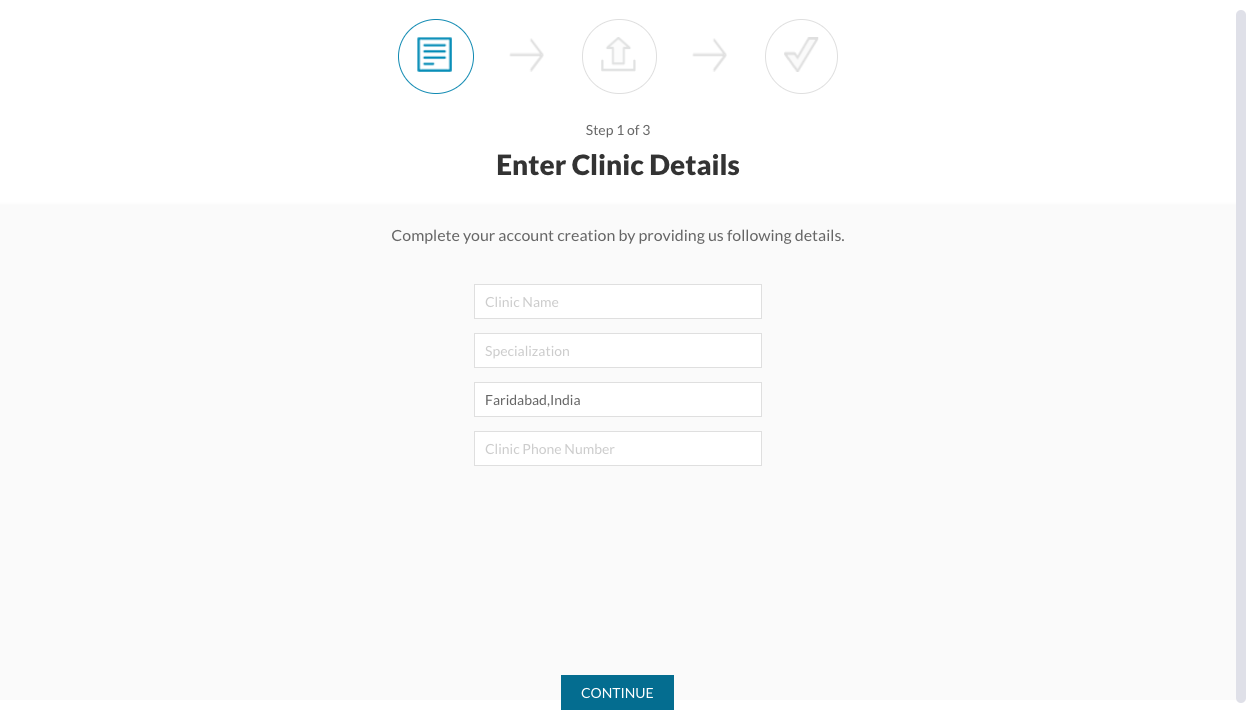 Step 1 of 3
Enter Clinic Details
Complete your account creation by providing us following details.
Clinic Name
Specialization
Faridabad,India
Clinic Phone Number
CONTINUE